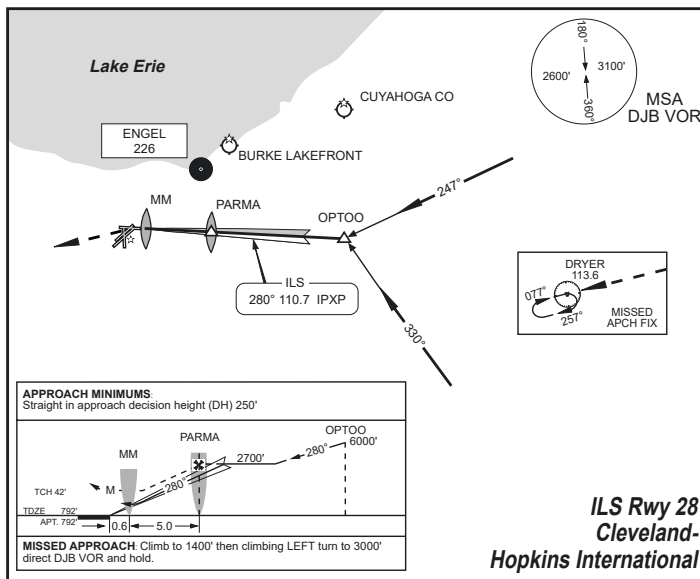 Lake Erie
180°
2600'
3100'
360°
MSA
DJB VOR
CUYAHOGA CO
ENGEL
226
BURKE LAKEFRONT
247°
MM
PARMA
OPTOO
ILS
280° 110.7 IPXP
330°
DRYER
113.6
077°
257°
MISSED
APCH FIX
APPROACH MINIMUMS:
Straight in approach decision height (DH) 250'
OPTOO
PARMA
6000'
MM
280°
2700'
280°
TCH 42'
M
TDZE 792'
APT. 792'
0.6
5.0
MISSED APPROACH: Climb to 1400' then climbing LEFT turn to 3000'
direct DJB VOR and hold.
ILS Rwy 28
Cleveland-
Hopkins International